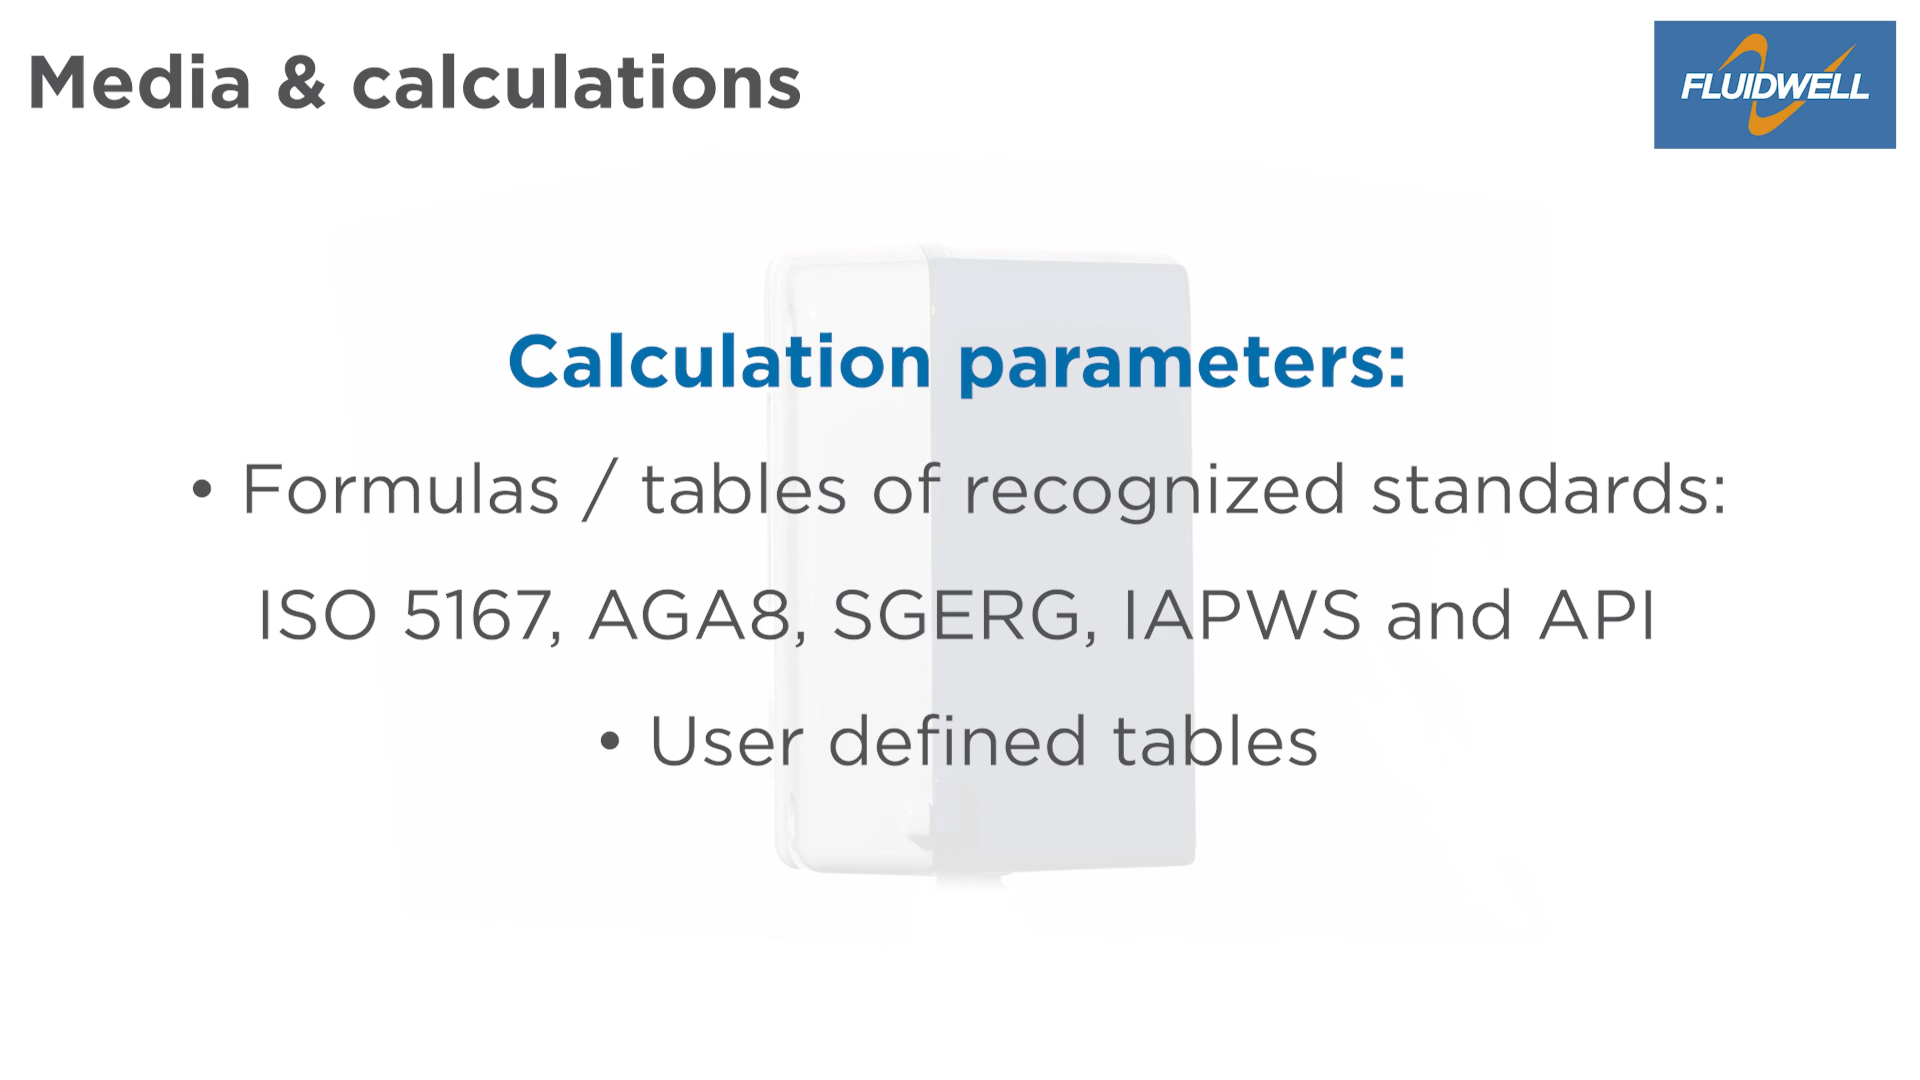 Media & calculations
FLUIDWELL
Calculation parameters:
• Formulas / tables of recognized standards:
ISO 5167, AGA8, SGERG, IAPWS and API
• User defined tables